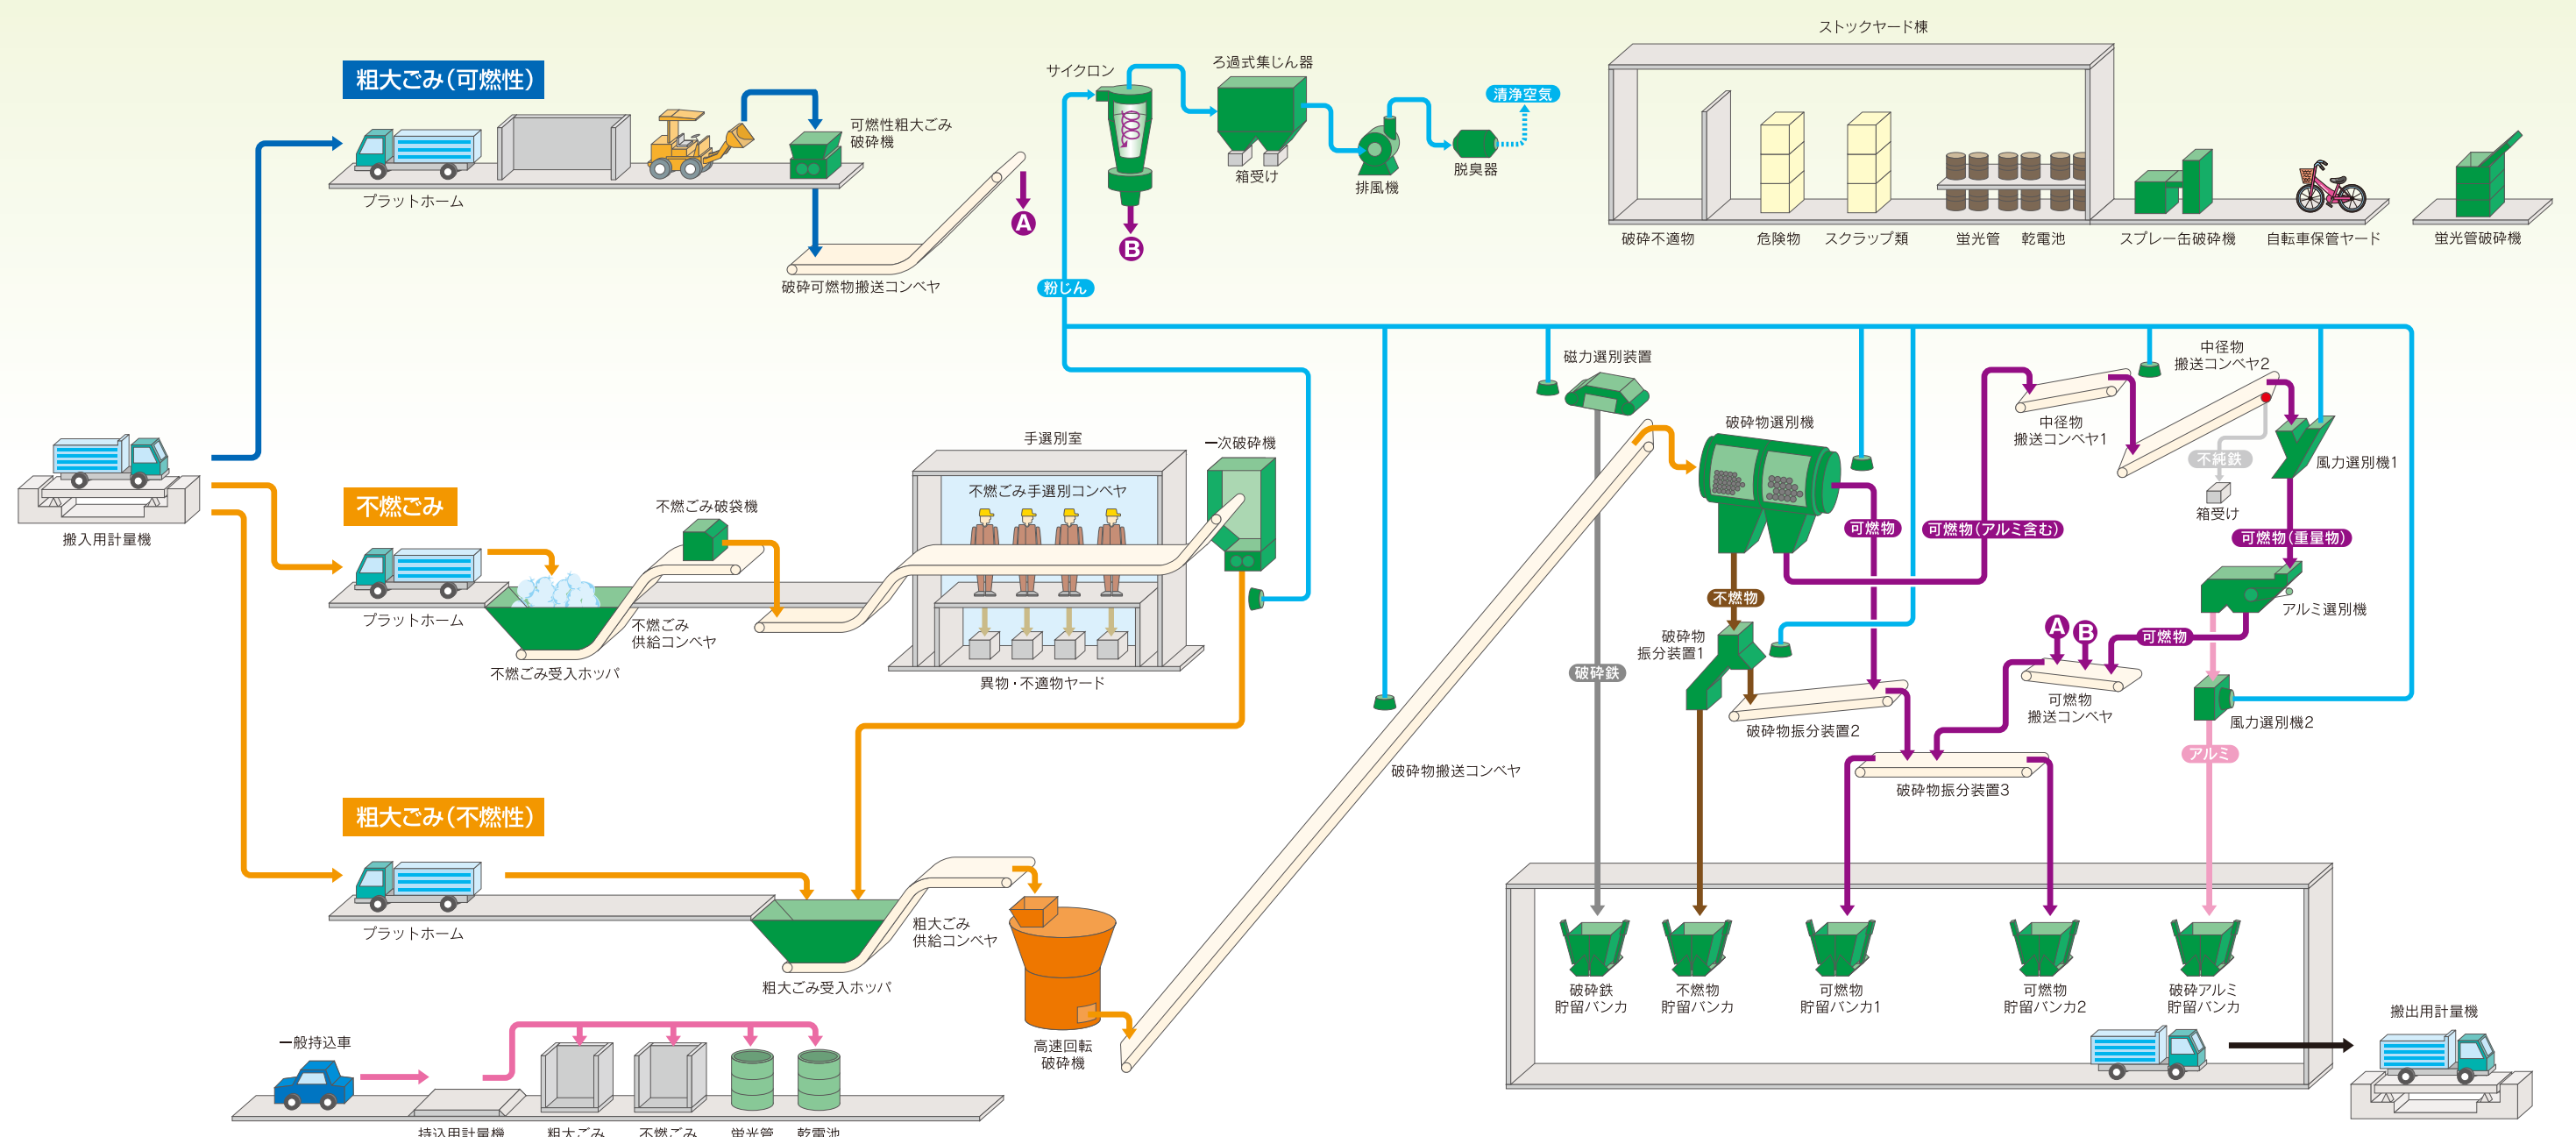 粗大ごみ（可燃性）
プラットホーム
可燃性粗大ごみ
破砕機
破砕可燃物搬送コンベヤ
A
サイクロン
B
ろ過式集じん器
箱受け
排風機
脱臭器
清浄空気
粉じん
ストックヤード棟
破砕不適物
危険物
スクラップ類
蛍光管
乾電池
スプレー缶破砕機
自転車保管ヤード
蛍光管破砕機
搬入用計量機
不燃ごみ
プラットホーム
不燃ごみ受入ホッパ
不燃ごみ
供給コンベヤ
不燃ごみ破袋機
手選別室
不燃ごみ手選別コンベヤ
異物・不適物ヤード
一次破砕機
磁力選別装置
破砕物選別機
中径物
搬送コンベヤ1
中径物
搬送コンベヤ2
不純鉄
箱受け
風力選別機1
可燃物
可燃物（アルミ含む）
可燃物（重量物）
不燃物
破砕物
振分装置1
破砕鉄
破砕物振分装置2
A
B
可燃物
アルミ選別機
可燃物
搬送コンベヤ
風力選別機2
アルミ
破砕物振分装置3
破砕物搬送コンベヤ
粗大ごみ（不燃性）
プラットホーム
粗大ごみ受入ホッパ
粗大ごみ
供給コンベヤ
高速回転
破砕機
破砕鉄
貯留バンカ
不燃物
貯留バンカ
可燃物
貯留バンカ1
可燃物
貯留バンカ2
破砕アルミ
貯留バンカ
搬出用計量機
一般持込車
持込用計量機
粗大ごみ
不燃ごみ
蛍光管
乾電池